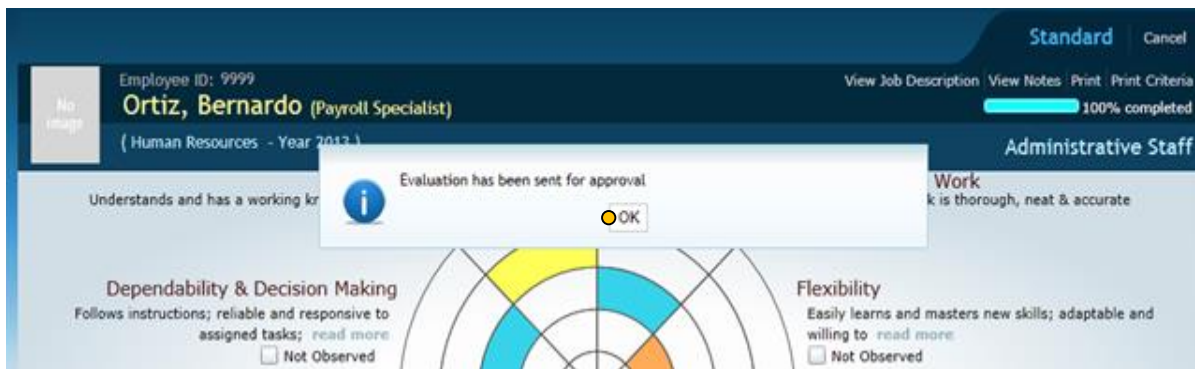 Standard Cancel
Employee ID: 9999
View Job Description View Notes Print Print Criteria
No image
Ortiz, Bernardo (Payroll Specialist)
100% completed
( Human Resources - Year 2013 )
Administrative Staff
Evaluation has been sent for approval
OK
Understands and has a working
Work
is thorough, neat & accurate
Dependability & Decision Making
Follows instructions; reliable and responsive to
assigned tasks; read more
Not Observed
Flexibility
Easily learns and masters new skills; adaptable and
willing to read more
Not Observed